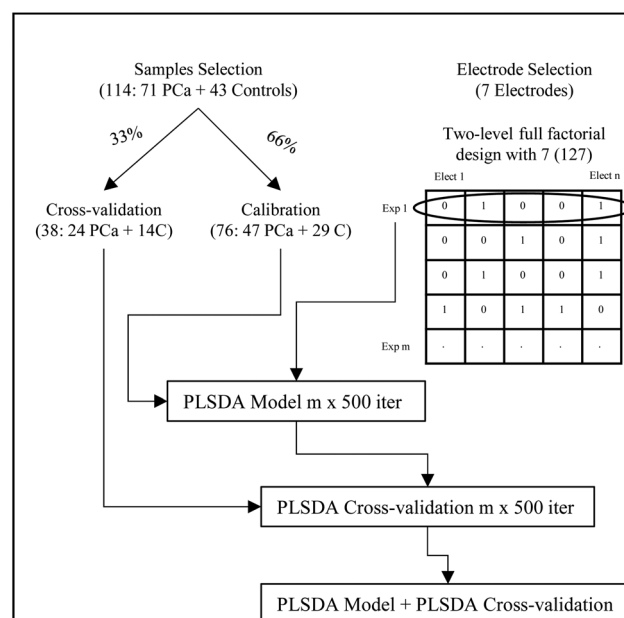 Samples Selection
(114: 71 PCa + 43 Controls)
33%
66%
Cross-validation
(38: 24 PCa + 14C)
Calibration
(76: 47 PCa + 29 C)
Electrode Selection
(7 Electrodes)
Two-level full factorial
design with 7 (127)
Elect 1
Elect n
Exp 1
0 1 0 0 1
0 0 1 0 1
0 1 0 0 1
1 0 1 1 0
Exp m
. . . . .
PLSDA Model m x 500 iter
PLSDA Cross-validation m x 500 iter
PLSDA Model + PLSDA Cross-validation